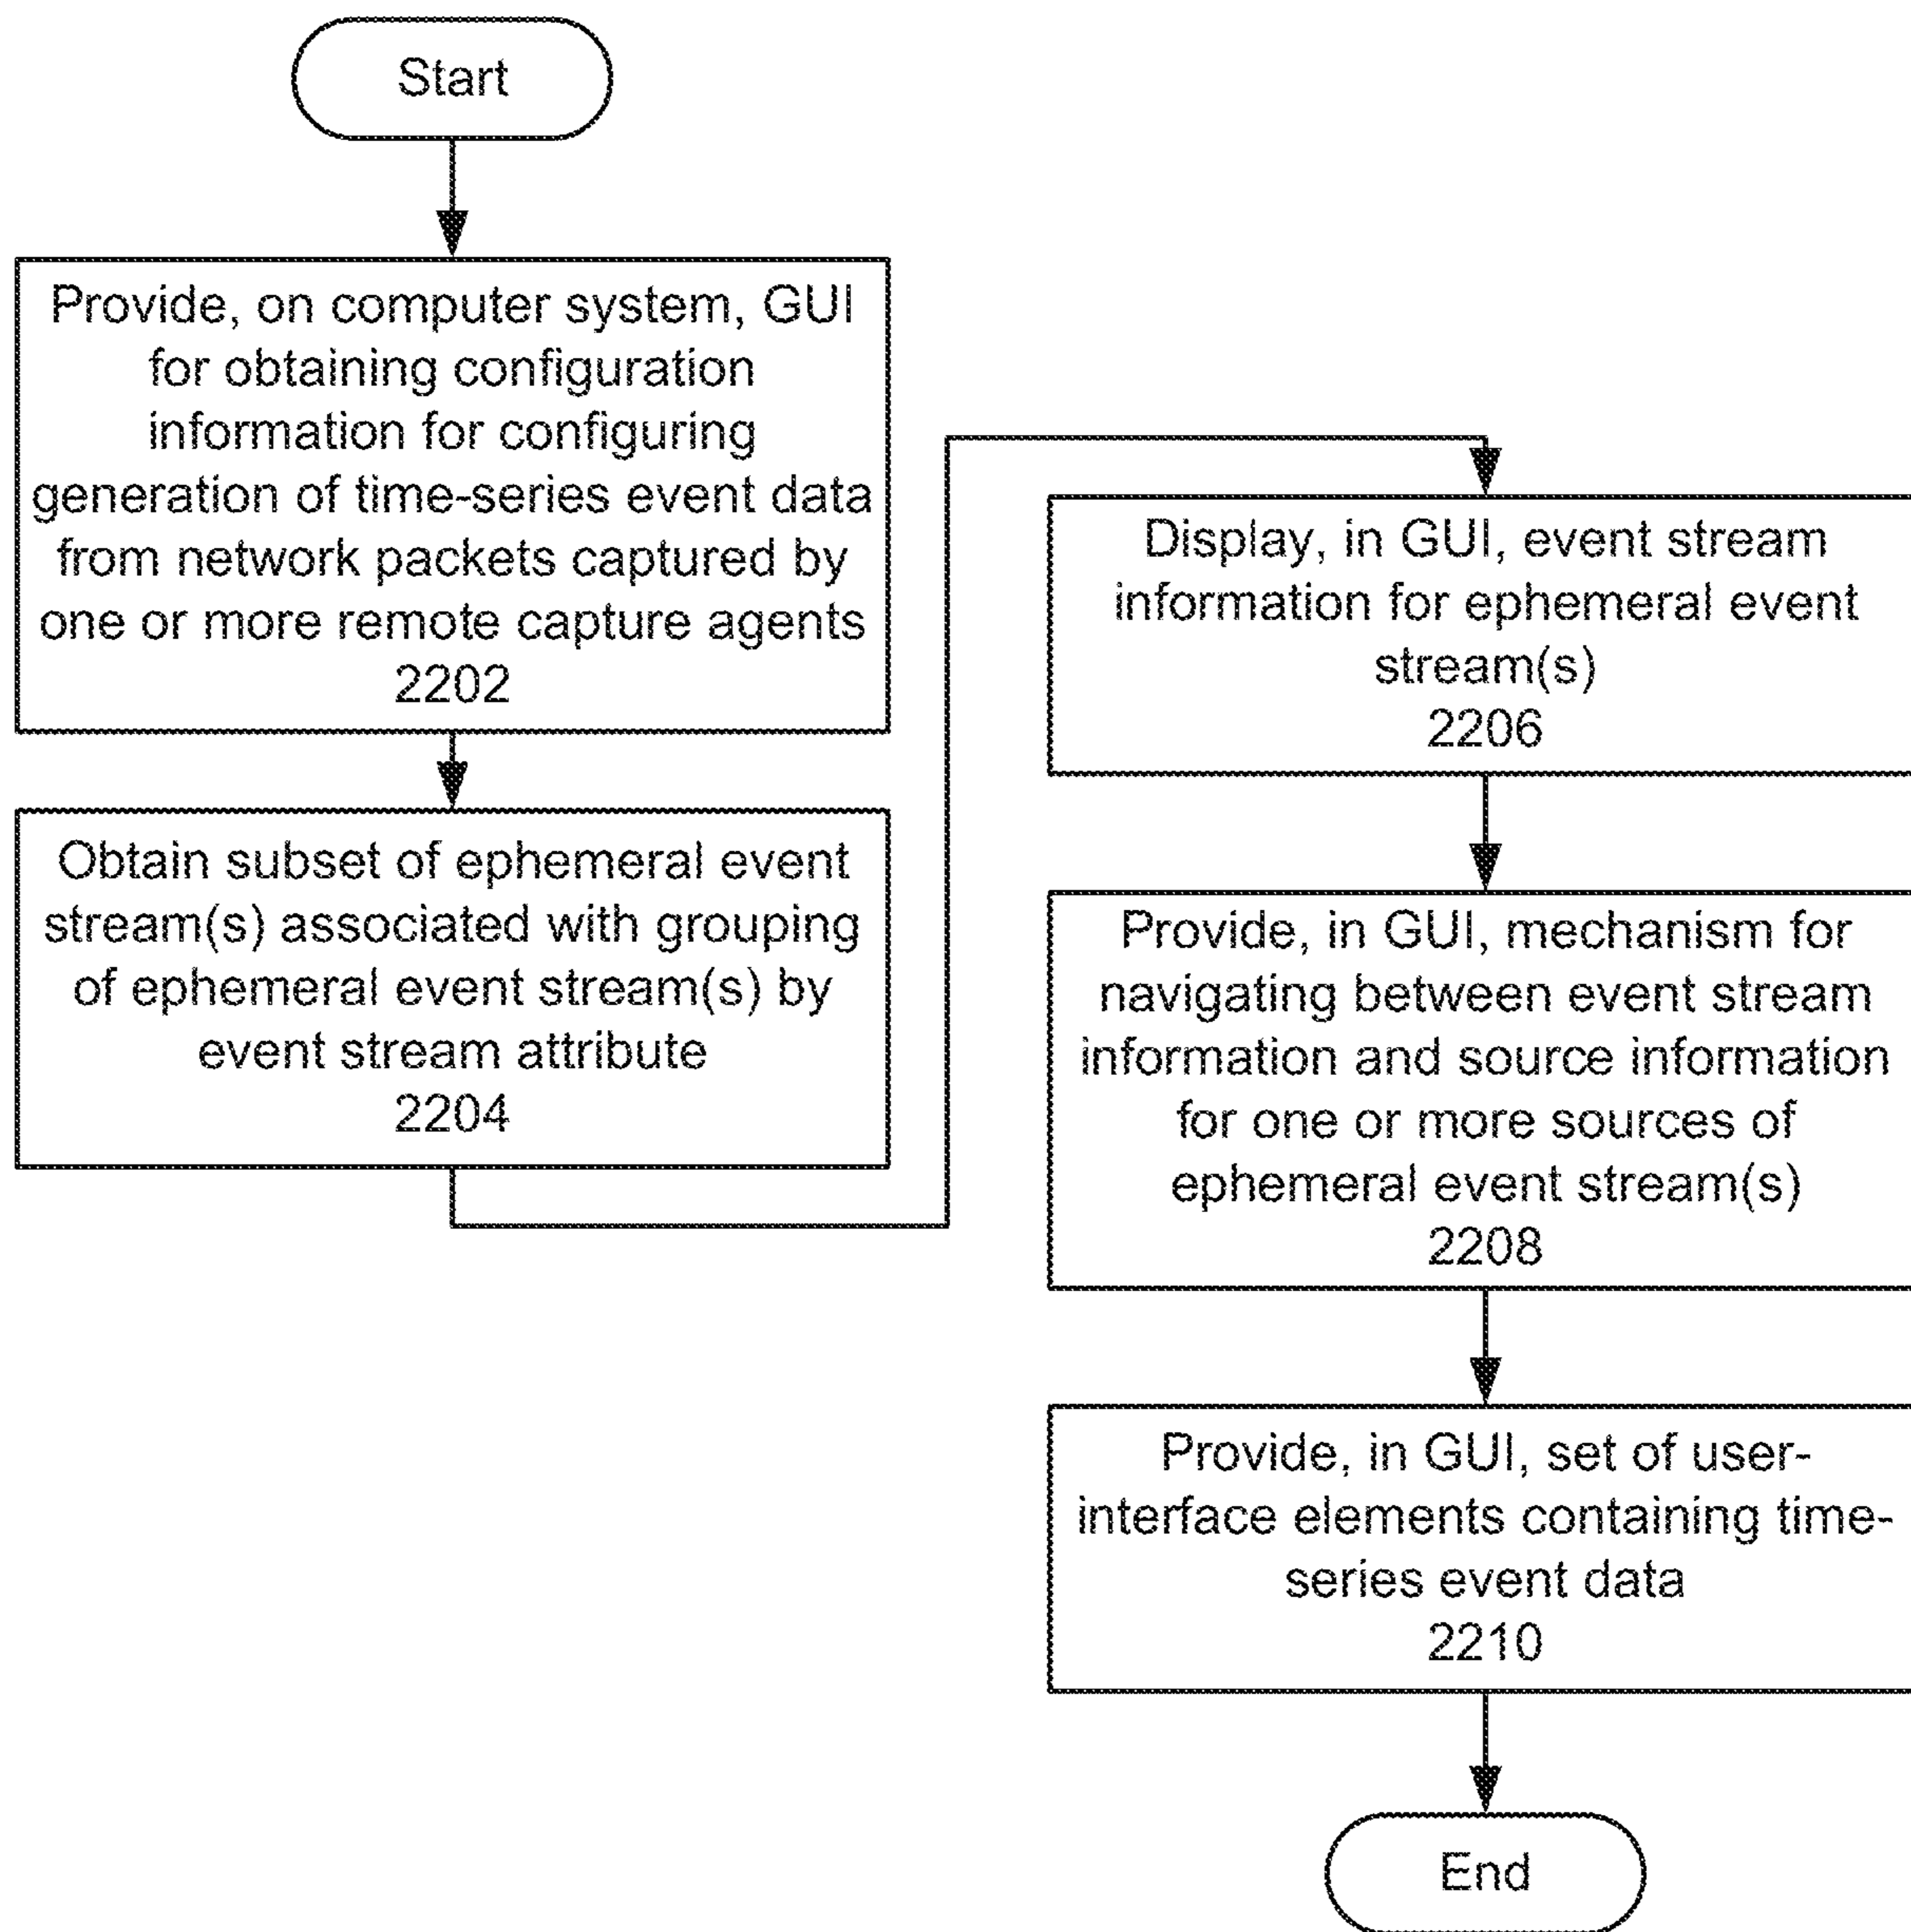 Start
Provide, on computer system, GUI
for obtaining configuration
information for configuring
generation of time-series event data
from network packets captured by
one or more remote capture agents
2202
Obtain subset of ephemeral event
stream(s) associated with grouping
of ephemeral event stream(s) by
event stream attribute
2204
Display, in GUI, event stream
information for ephemeral event
stream(s)
2206
Provide, in GUI, mechanism for
navigating between event stream
information and source information
for one or more sources of
ephemeral event stream(s)
2208
Provide, in GUI, set of user-
interface elements containing time-
series event data
2210
End